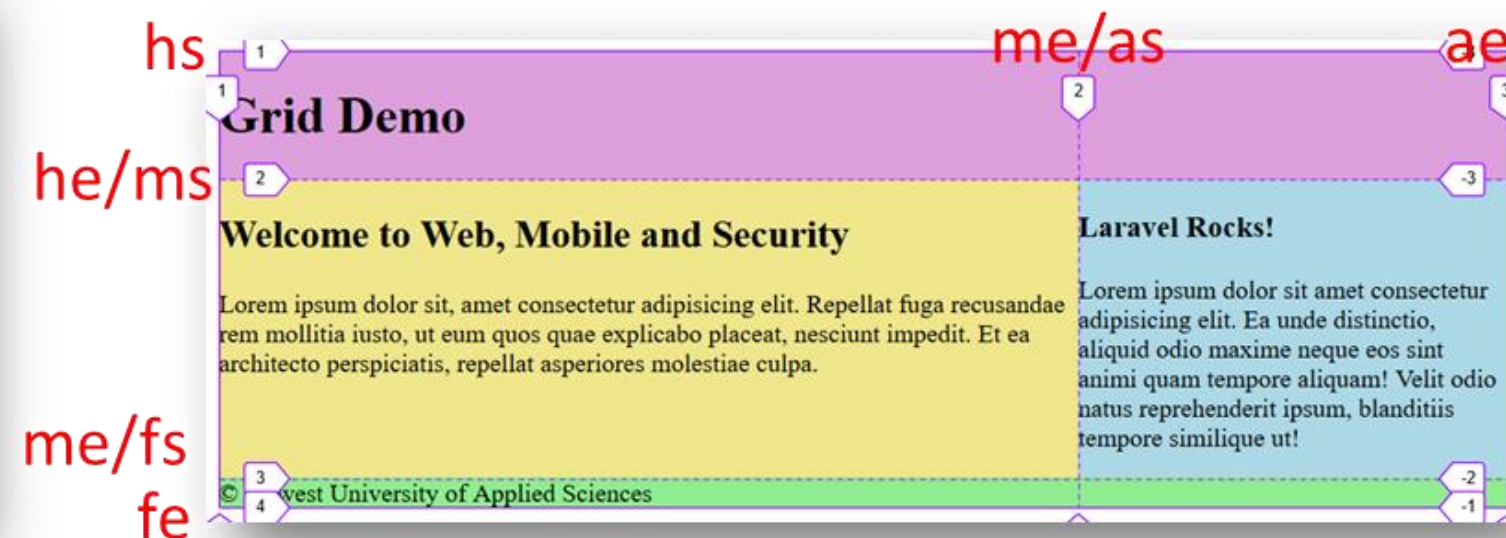 hs 1 me/as ae
1 2 3
Grid Demo
he/ms 2 -3
Welcome to Web, Mobile and Security
Lorem ipsum dolor sit, amet consectetur adipisicing elit. Repellat fuga recusandae
rem mollitia iusto, ut eum quos quae explicabo placeat, nesciunt impedit. Et ea
architecto perspiciatis, repellat asperiores molestiae culpa.
Laravel Rocks!
Lorem ipsum dolor sit amet consectetur
adipisicing elit. Ea unde distinctio,
aliquid odio maxime neque eos sint
animi quam tempore aliquam! Velit odio
natus reprehenderit ipsum, blanditiis
tempore similique ut!
me/fs 3 -2
© west University of Applied Sciences
fe 4 -1